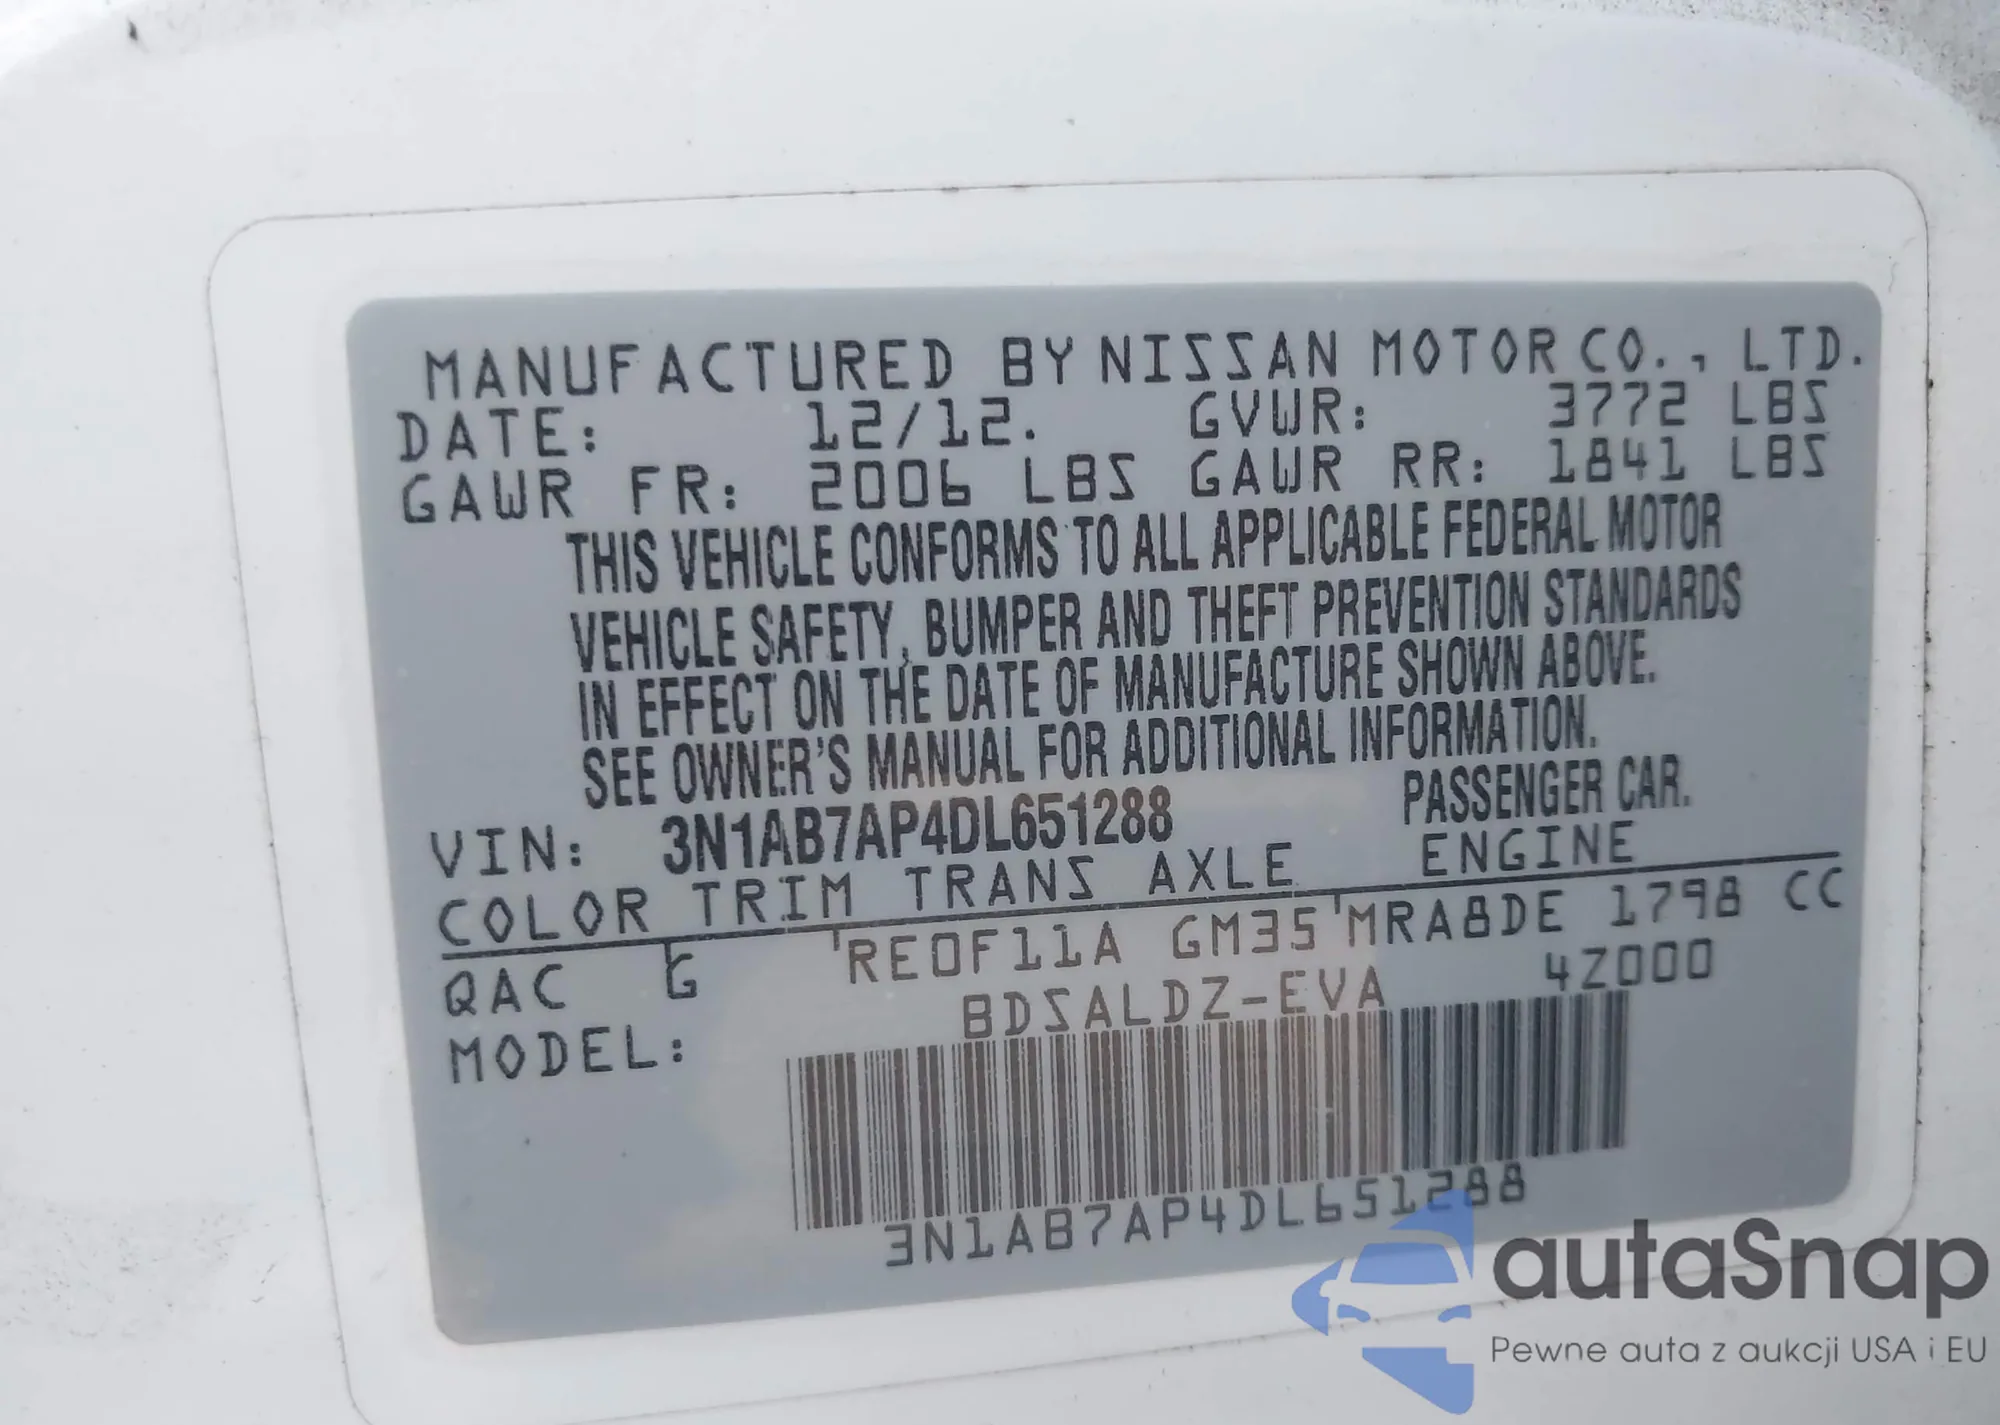 MANUFACTURED BY NISSAN MOTOR CO., LTD.
DATE: 12/12. GVWR: 3772 LBS
GAWR FR: 2006 LBS GAWR RR: 1841 LBS
THIS VEHICLE CONFORMS TO ALL APPLICABLE FEDERAL MOTOR
VEHICLE SAFETY, BUMPER AND THEFT PREVENTION STANDARDS
IN EFFECT ON THE DATE OF MANUFACTURE SHOWN ABOVE.
SEE OWNER'S MANUAL FOR ADDITIONAL INFORMATION.
VIN: 3N1AB7AP4DL651288 PASSENGER CAR.
COLOR TRIM TRANS AXLE ENGINE
QAC G RE0F11A GM35 MRA8DE 1798 CC
MODEL: BDSALDZ-EVA 4Z000
3N1AB7AP4DL651288
autaSnap
Pewne auta z aukcji USA i EU